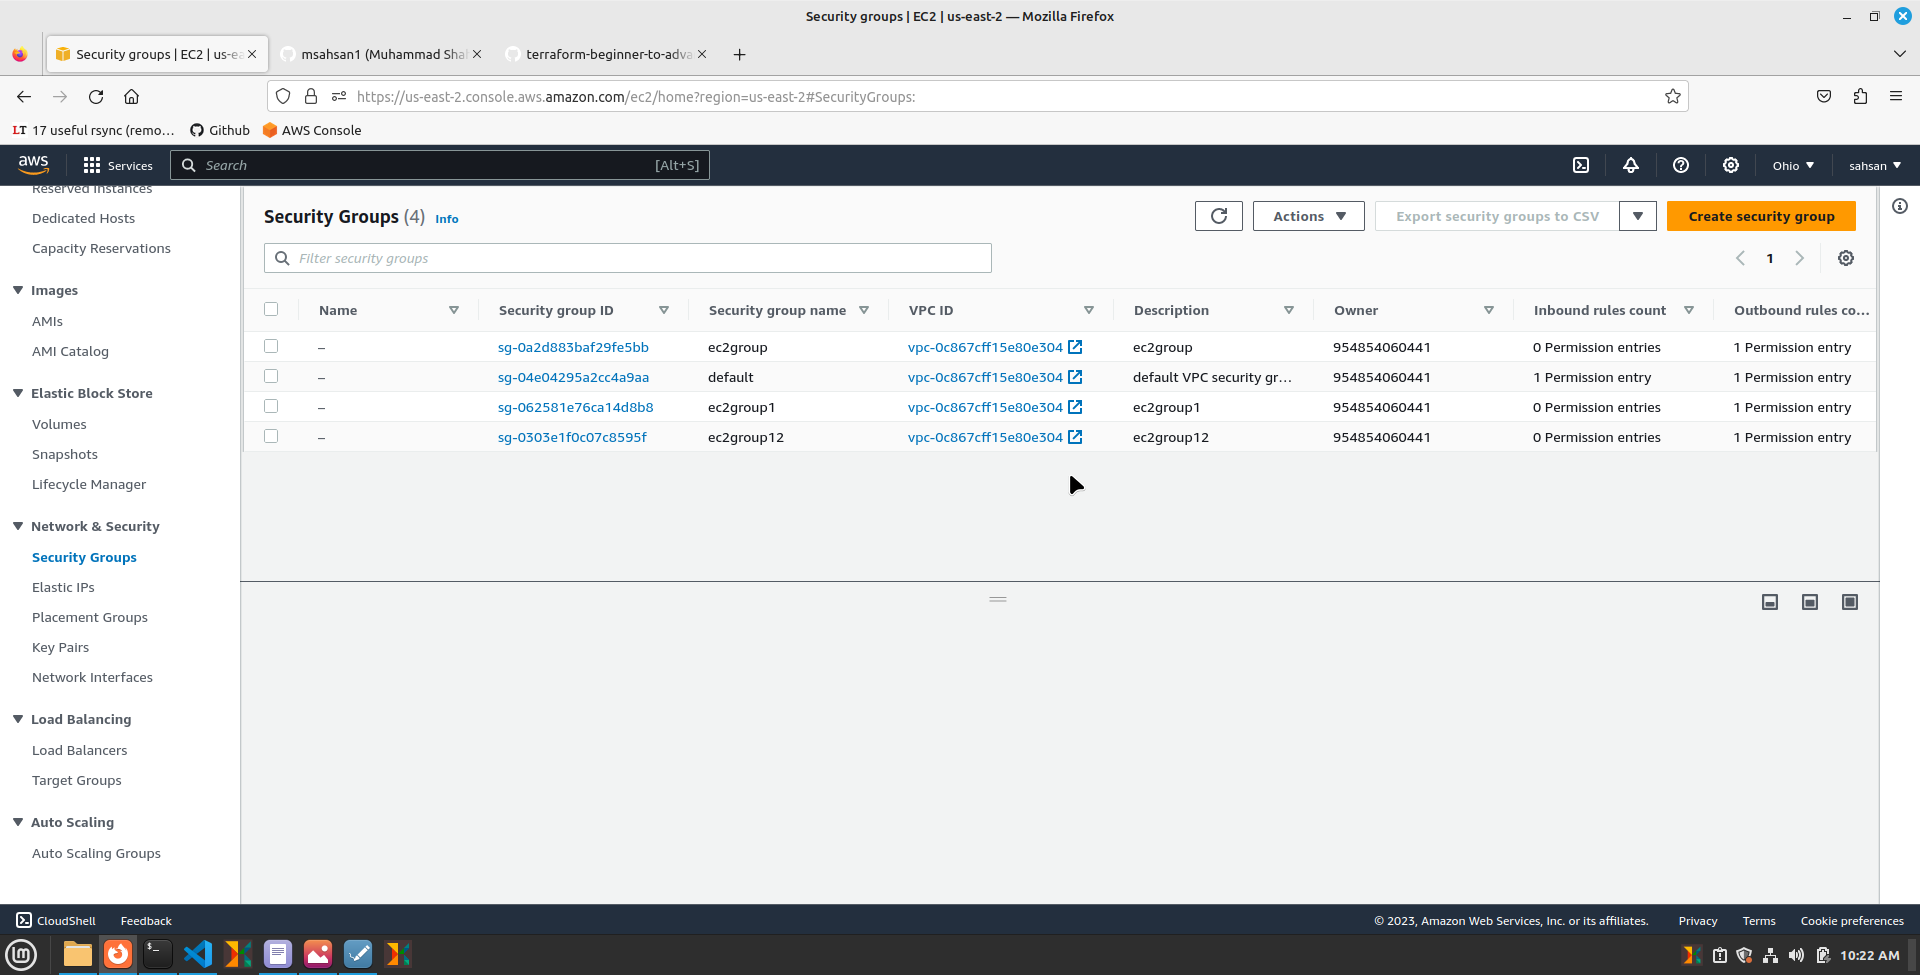 Security groups | EC2 | us-east-2 — Mozilla Firefox
Security groups | EC2 | us-ea
msahsan1 (Muhammad Sha
terraform-beginner-to-adva
https://us-east-2.console.aws.amazon.com/ec2/home?region=us-east-2#SecurityGroups:
LT 17 useful rsync (remo… Github AWS Console
aws Services Search [Alt+S] Ohio sahsan
Reserved Instances
Dedicated Hosts
Capacity Reservations
Images
AMIs
AMI Catalog
Elastic Block Store
Volumes
Snapshots
Lifecycle Manager
Network & Security
Security Groups
Elastic IPs
Placement Groups
Key Pairs
Network Interfaces
Load Balancing
Load Balancers
Target Groups
Auto Scaling
Auto Scaling Groups
Security Groups (4) Info Actions Export security groups to CSV Create security group
Filter security groups 1
Name Security group ID Security group name VPC ID Description Owner Inbound rules count Outbound rules co…
– sg-0a2d883baf29fe5bb ec2group vpc-0c867cff15e80e304 ec2group 954854060441 0 Permission entries 1 Permission entry
– sg-04e04295a2cc4a9aa default vpc-0c867cff15e80e304 default VPC security gr… 954854060441 1 Permission entry 1 Permission entry
– sg-062581e76ca14d8b8 ec2group1 vpc-0c867cff15e80e304 ec2group1 954854060441 0 Permission entries 1 Permission entry
– sg-0303e1f0c07c8595f ec2group12 vpc-0c867cff15e80e304 ec2group12 954854060441 0 Permission entries 1 Permission entry
CloudShell Feedback © 2023, Amazon Web Services, Inc. or its affiliates. Privacy Terms Cookie preferences
10:22 AM